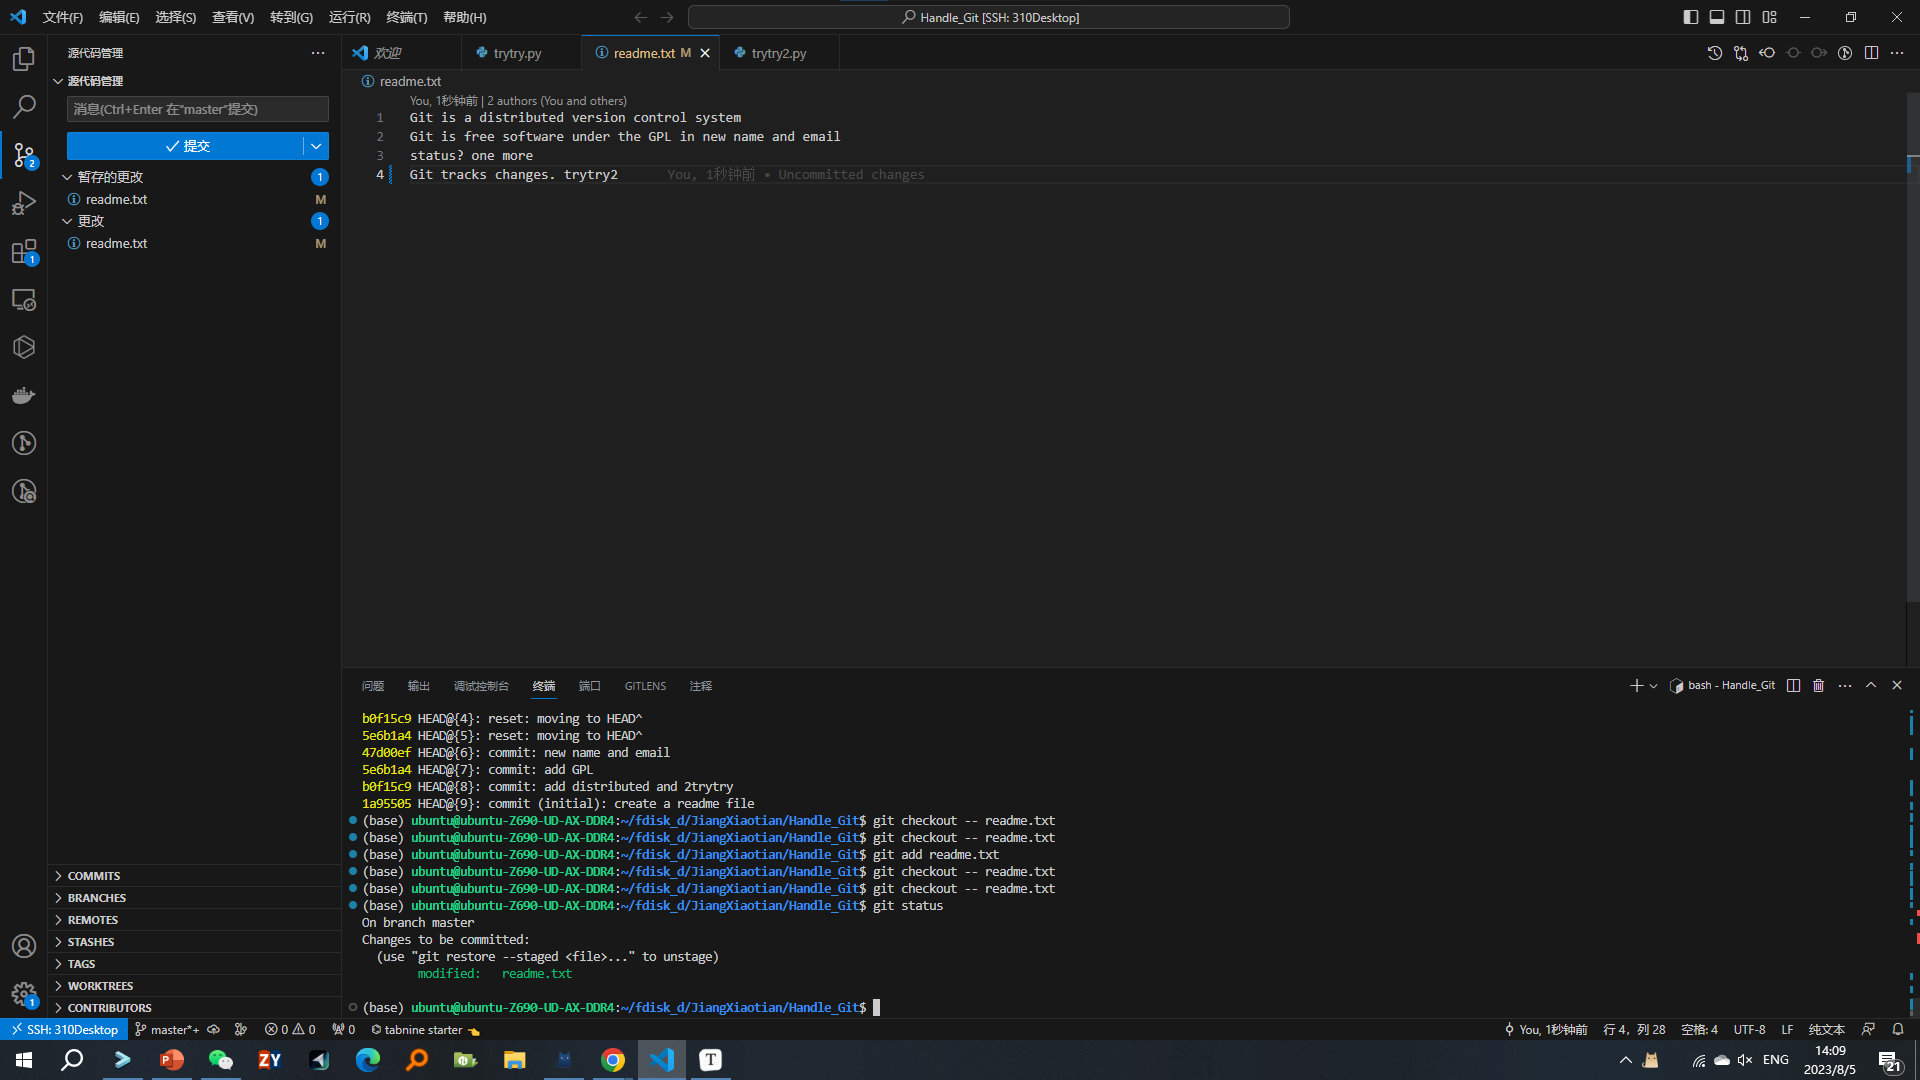 文件(F) 编辑(E) 选择(S) 查看(V) 转到(G) 运行(R) 终端(T) 帮助(H)
Handle_Git [SSH: 310Desktop]
源代码管理
源代码管理
消息(Ctrl+Enter 在"master"提交)
提交
暂存的更改 1
readme.txt M
更改 1
readme.txt M
2
1
COMMITS
BRANCHES
REMOTES
STASHES
TAGS
WORKTREES
CONTRIBUTORS
1
欢迎 trytry.py readme.txt M trytry2.py
readme.txt
You, 1秒钟前 | 2 authors (You and others)
1 Git is a distributed version control system
2 Git is free software under the GPL in new name and email
3 status? one more
4 Git tracks changes. trytry2 You, 1秒钟前 • Uncommitted changes
问题 输出 调试控制台 终端 端口 GITLENS 注释
bash - Handle_Git
b0f15c9 HEAD@{4}: reset: moving to HEAD^
5e6b1a4 HEAD@{5}: reset: moving to HEAD^
47d00ef HEAD@{6}: commit: new name and email
5e6b1a4 HEAD@{7}: commit: add GPL
b0f15c9 HEAD@{8}: commit: add distributed and 2trytry
1a95505 HEAD@{9}: commit (initial): create a readme file
(base) ubuntu@ubuntu-Z690-UD-AX-DDR4:~/fdisk_d/JiangXiaotian/Handle_Git$ git checkout -- readme.txt
(base) ubuntu@ubuntu-Z690-UD-AX-DDR4:~/fdisk_d/JiangXiaotian/Handle_Git$ git checkout -- readme.txt
(base) ubuntu@ubuntu-Z690-UD-AX-DDR4:~/fdisk_d/JiangXiaotian/Handle_Git$ git add readme.txt
(base) ubuntu@ubuntu-Z690-UD-AX-DDR4:~/fdisk_d/JiangXiaotian/Handle_Git$ git checkout -- readme.txt
(base) ubuntu@ubuntu-Z690-UD-AX-DDR4:~/fdisk_d/JiangXiaotian/Handle_Git$ git checkout -- readme.txt
(base) ubuntu@ubuntu-Z690-UD-AX-DDR4:~/fdisk_d/JiangXiaotian/Handle_Git$ git status
On branch master
Changes to be committed:
(use "git restore --staged <file>..." to unstage)
modified: readme.txt
(base) ubuntu@ubuntu-Z690-UD-AX-DDR4:~/fdisk_d/JiangXiaotian/Handle_Git$
SSH: 310Desktop master*+ 0 0 0 tabnine starter
You, 1秒钟前 行 4, 列 28 空格: 4 UTF-8 LF 纯文本
P ZY T
ENG
14:09
2023/8/5
21